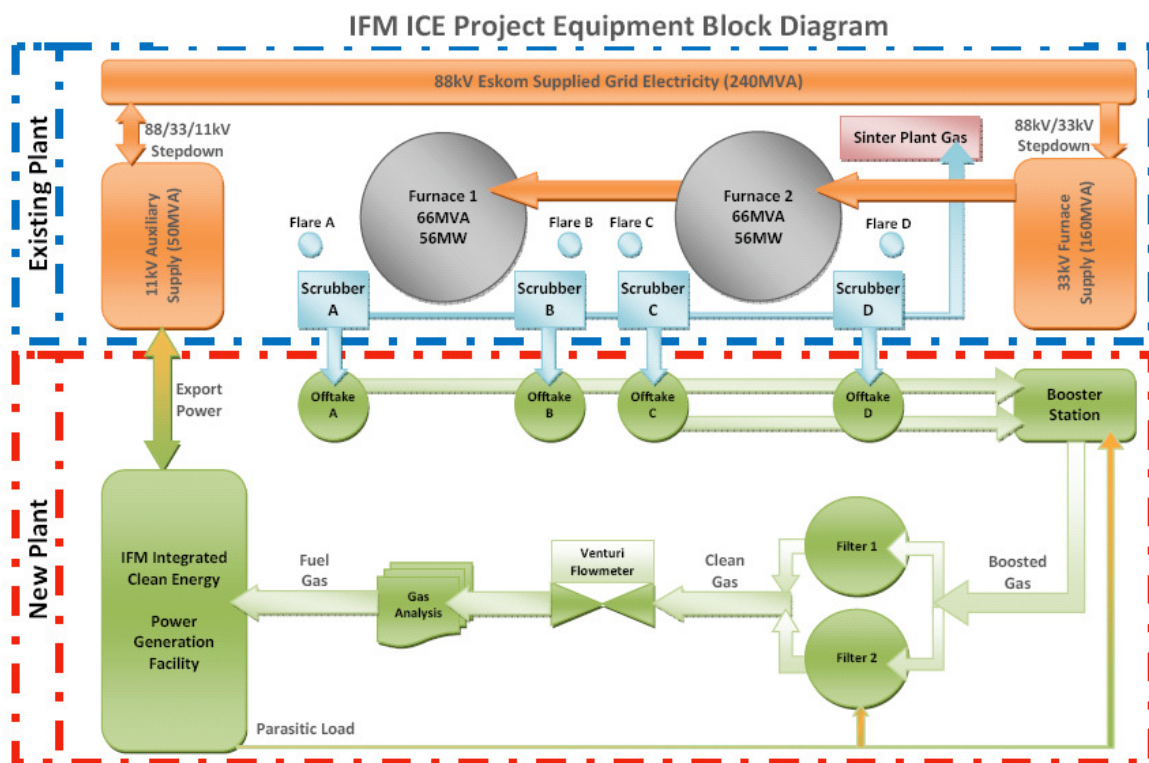 IFM ICE Project Equipment Block Diagram
Existing Plant
88kV Eskom Supplied Grid Electricity (240MVA)
88/33/11kV
Stepdown
88kV/33kV
Stepdown
Sinter Plant Gas
11kV Auxiliary
Supply (50MVA)
Furnace 1
66MVA
56MW
Furnace 2
66MVA
56MW
33kV Furnace
Supply (160MVA)
Flare A
Flare B
Flare C
Flare D
Scrubber
A
Scrubber
B
Scrubber
C
Scrubber
D
New Plant
Export
Power
Offtake
A
Offtake
B
Offtake
C
Offtake
D
Booster
Station
IFM Integrated
Clean Energy
Power
Generation
Facility
Fuel
Gas
Gas
Analysis
Venturi
Flowmeter
Clean
Gas
Filter 1
Filter 2
Boosted
Gas
Parasitic Load